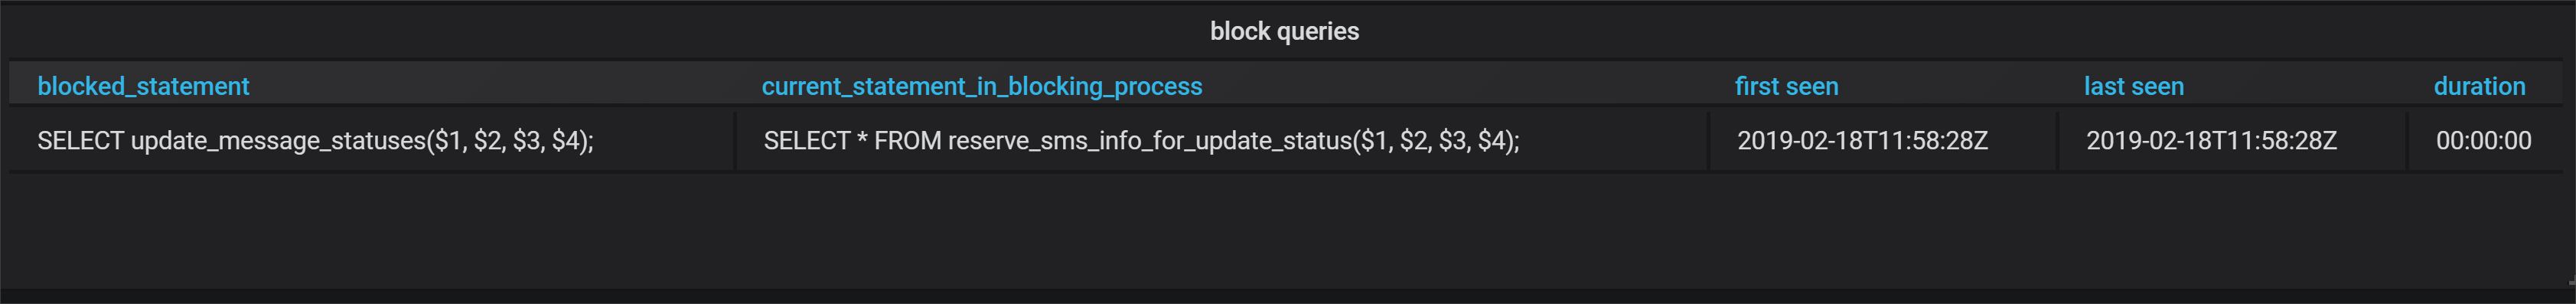 block queries
blocked_statement current_statement_in_blocking_process first seen last seen duration
SELECT update_message_statuses($1, $2, $3, $4); SELECT * FROM reserve_sms_info_for_update_status($1, $2, $3, $4); 2019-02-18T11:58:28Z 2019-02-18T11:58:28Z 00:00:00